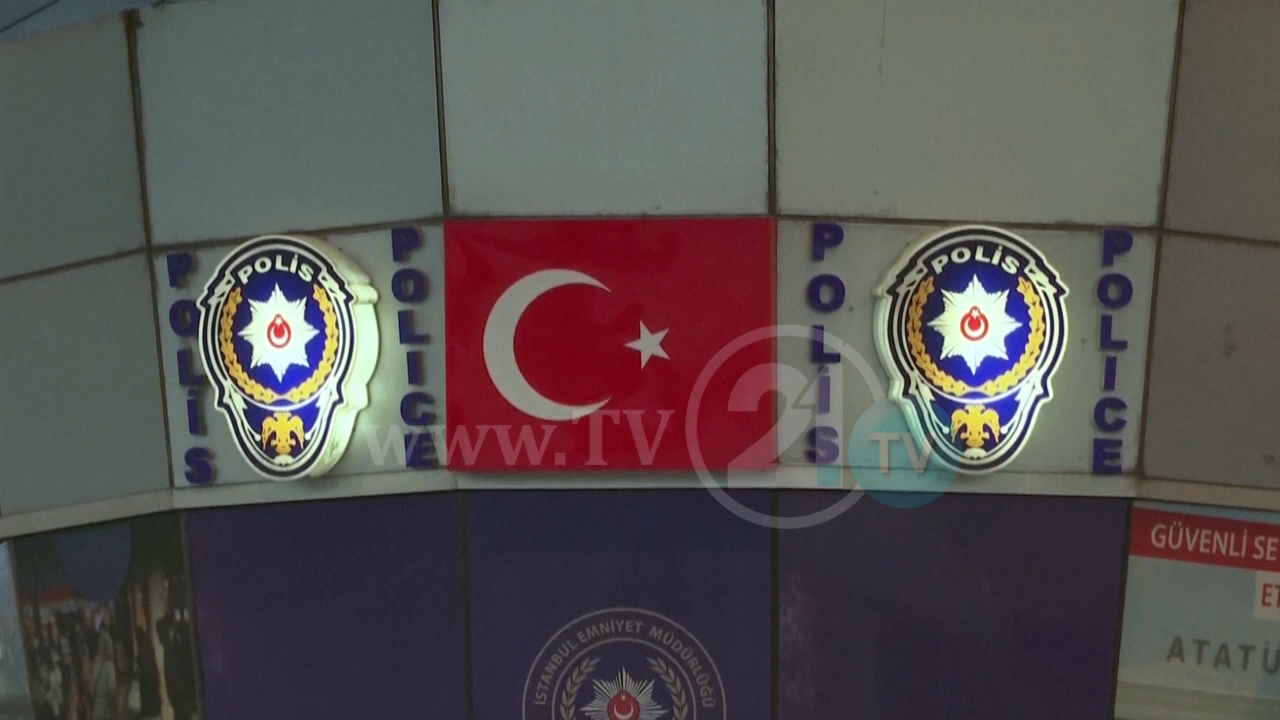 POLİS
POLİS
POLICE
POLİS
POLİS
POLICE
www.TV
21
TV
İSTANBUL EMNİYET MÜDÜRLÜĞÜ
GÜVENLİ SE
ET
ATATÜ